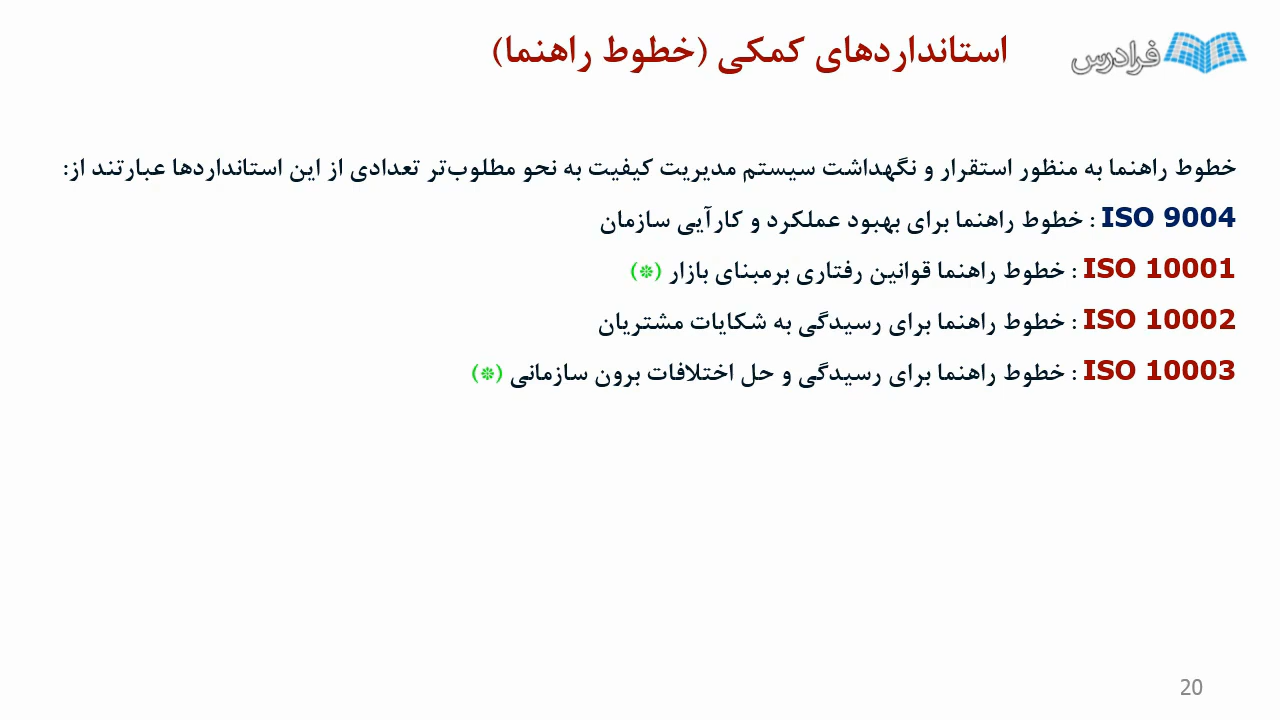 فرادرس
استانداردهای کمکی (خطوط راهنما)
خطوط راهنما به منظور استقرار و نگهداشت سیستم مدیریت کیفیت به نحو مطلوب‌تر تعدادی از این استانداردها عبارتند از:
ISO 9004 : خطوط راهنما برای بهبود عملکرد و کارآیی سازمان
ISO 10001 : خطوط راهنما قوانین رفتاری برمبنای بازار (*)
ISO 10002 : خطوط راهنما برای رسیدگی به شکایات مشتریان
ISO 10003 : خطوط راهنما برای رسیدگی و حل اختلافات برون سازمانی (*)
20